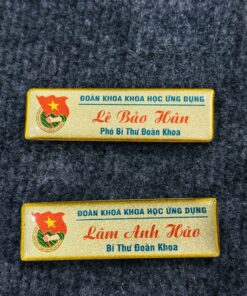 ĐOÀN KHOA KHOA HỌC ỨNG DỤNG
Lê Bảo Hân
Phó Bí Thư Đoàn Khoa
ĐOÀN KHOA KHOA HỌC ỨNG DỤNG
Lâm Anh Hào
Bí Thư Đoàn Khoa